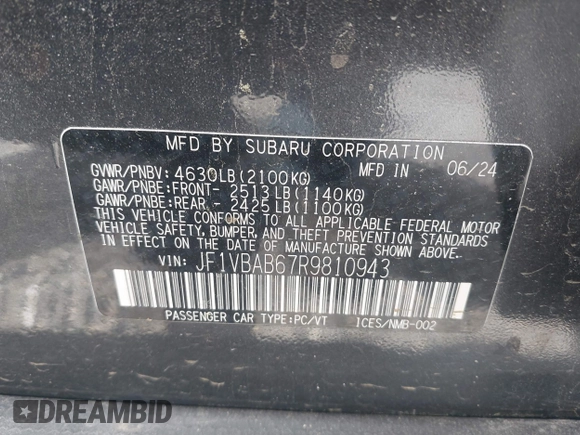 MFD BY SUBARU CORPORATION
GVWR/PNBV: 4630LB(2100KG) MFD IN 06/24
GAWR/PNBE:FRONT- 2513LB(1140KG)
GAWR/PNBE:REAR - 2425LB(1100KG)
THIS VEHICLE CONFORMS TO ALL APPLICABLE FEDERAL MOTOR
VEHICLE SAFETY, BUMPER, AND THEFT PREVENTION STANDARDS
IN EFFECT ON THE DATE OF MANUFACTURE SHOWN ABOVE.
VIN: JF1VBAB67R9810943
PASSENGER CAR TYPE:PC/VT ICES/NMB-002
DREAMBID